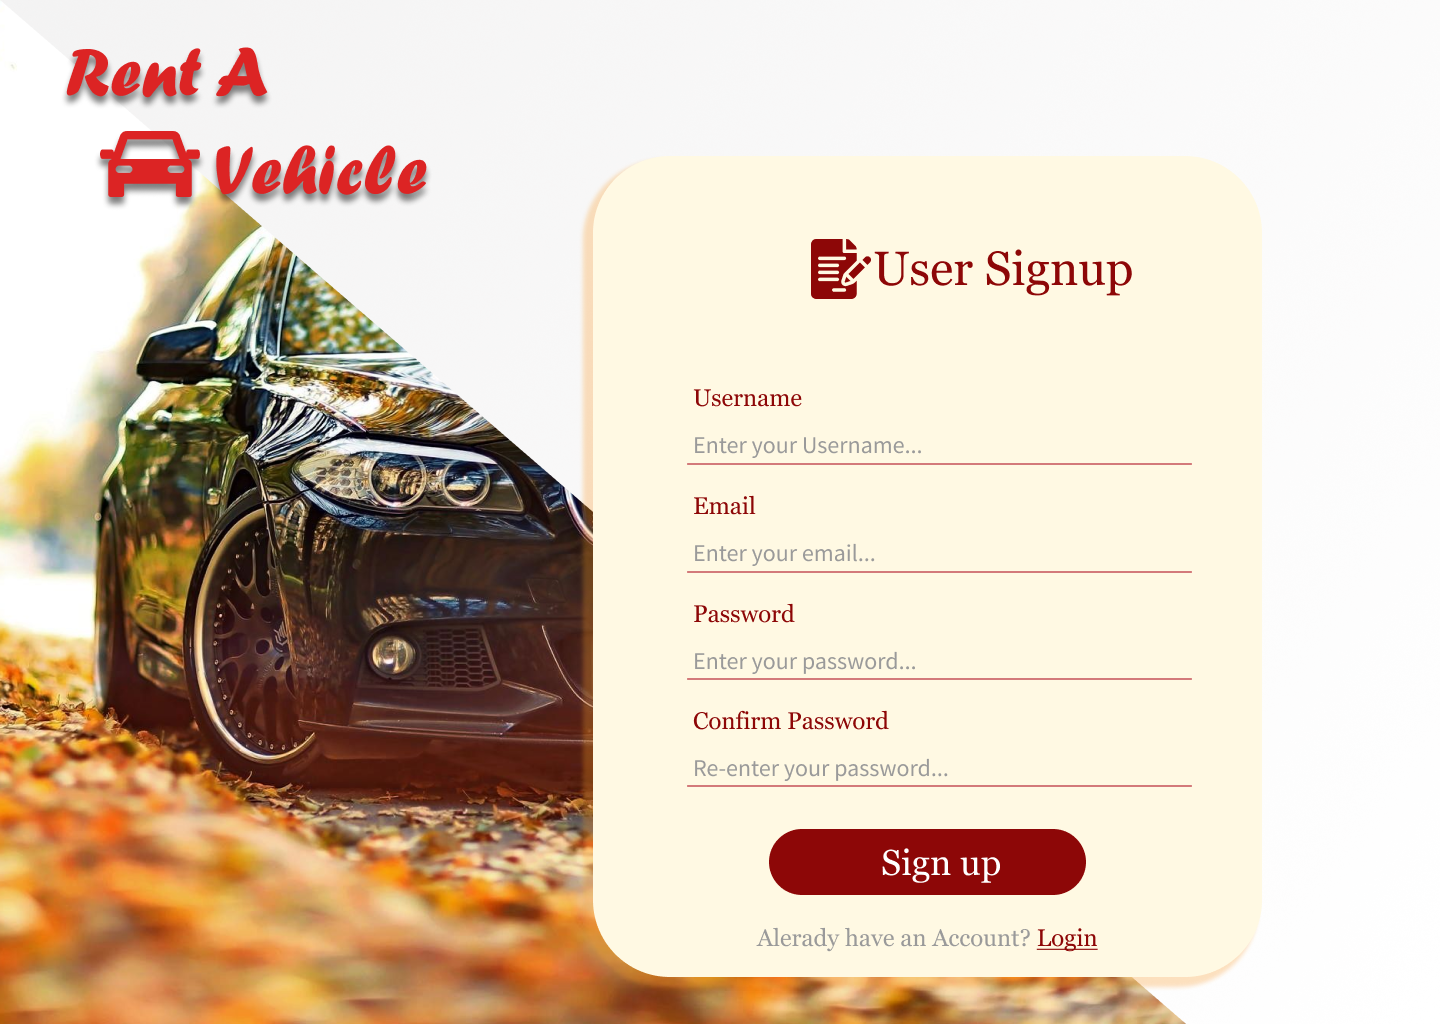 Rent A
Vehicle
User Signup
Username
Enter your Username...
Email
Enter your email...
Password
Enter your password...
Confirm Password
Re-enter your password...
Sign up
Alerady have an Account? Login